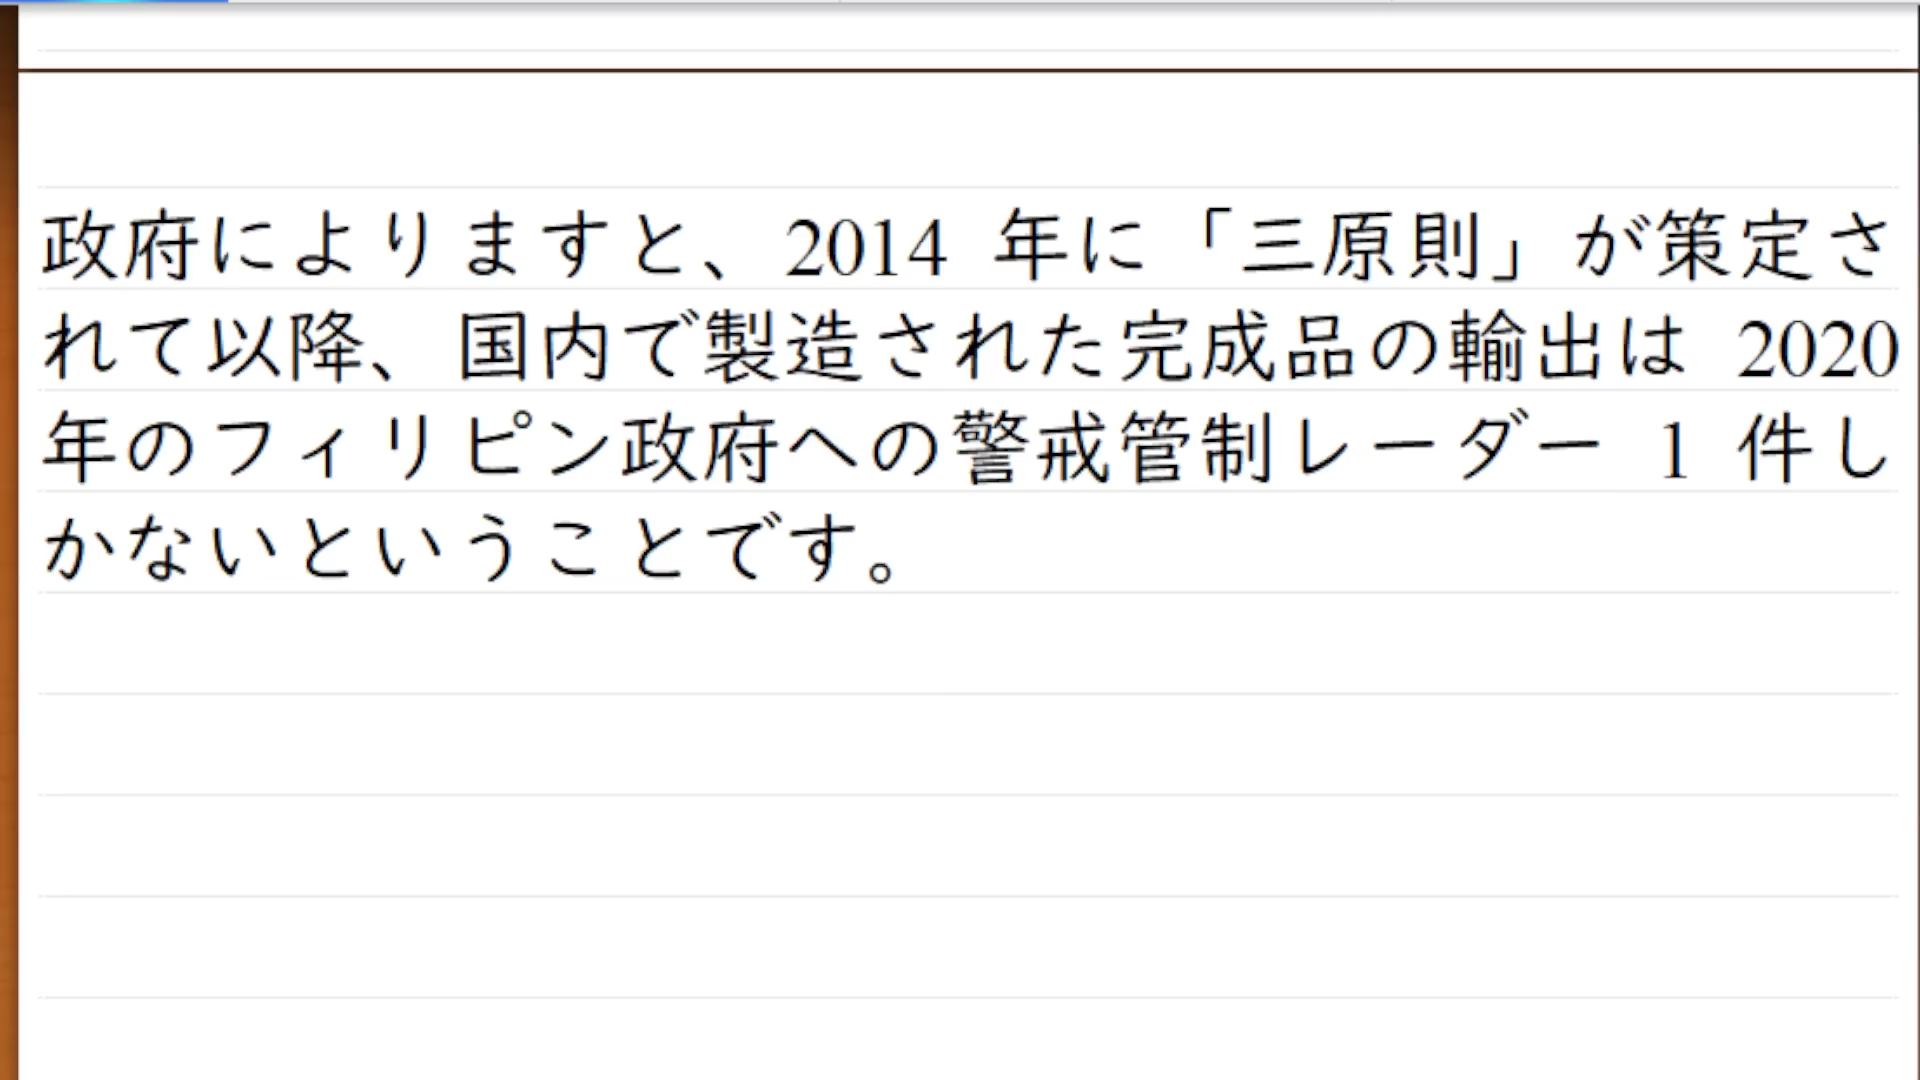 政府によりますと、2014 年に「三原則」が策定さ
れて以降、国内で製造された完成品の輸出は 2020
年のフィリピン政府への警戒管制レーダー 1 件し
かないということです。